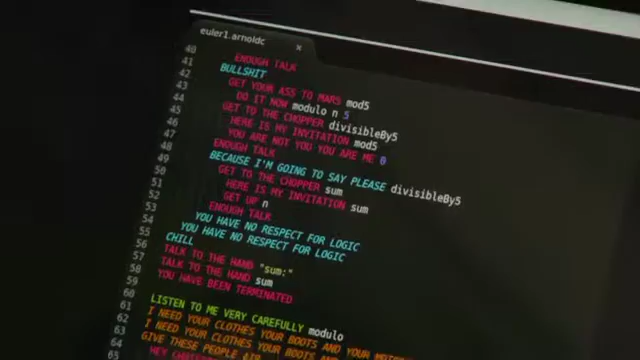 euler1.arnoldc ×
40
41 ENOUGH TALK
42 BULLSHIT
43 GET YOUR ASS TO MARS mod5
44 DO IT NOW modulo n 5
45 GET TO THE CHOPPER divisibleBy5
46 HERE IS MY INVITATION mod5
47 YOU ARE NOT YOU YOU ARE ME 0
48 ENOUGH TALK
49 BECAUSE I'M GOING TO SAY PLEASE divisibleBy5
50 GET TO THE CHOPPER sum
51 HERE IS MY INVITATION sum
52 GET UP n
53 ENOUGH TALK
54 YOU HAVE NO RESPECT FOR LOGIC
55 YOU HAVE NO RESPECT FOR LOGIC
56 CHILL
57 TALK TO THE HAND "sum:"
58 TALK TO THE HAND sum
59 YOU HAVE BEEN TERMINATED
60
61 LISTEN TO ME VERY CAREFULLY modulo
62 I NEED YOUR CLOTHES YOUR BOOTS AND YOUR
63 I NEED YOUR CLOTHES YOUR BOOTS AND
64 GIVE THESE PEOPLE AIR
65 HEY